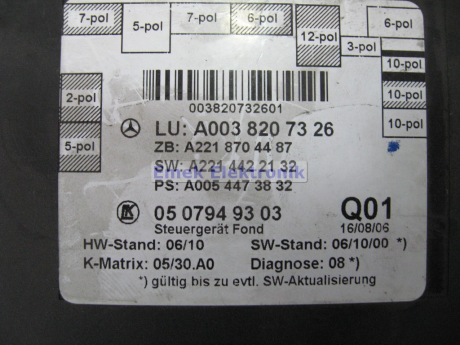 7-pol 7-pol 6-pol 6-pol
5-pol 12-pol
3-pol
10-pol
2-pol 10-pol
10-pol
5-pol
003820732601
LU: A003 820 73 26
ZB: A221 870 44 87
SW: A221 442 21 32
PS: A005 447 38 32
05 0794 93 03 Q01
Steuergerät Fond 16/08/06
HW-Stand: 06/10 SW-Stand: 06/10/00 *)
K-Matrix: 05/30.A0 Diagnose: 08 *)
*) gültig bis zu evtl. SW-Aktualisierung